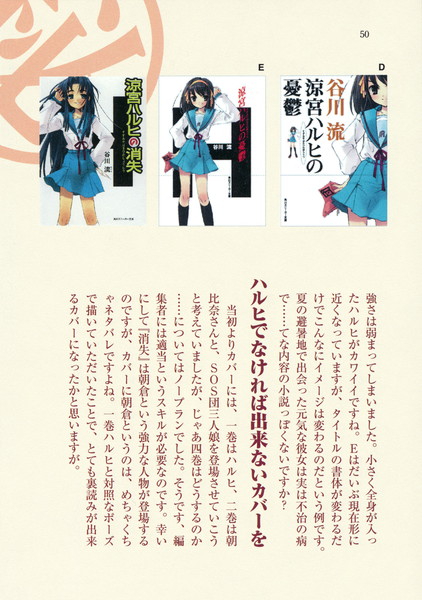 50
E
D
涼宮ハルヒの消失
谷川 流
涼宮ハルヒの憂鬱
谷川 流
谷川 流
涼宮ハルヒの
憂鬱
強さは弱まってしまいました。小さく全身が入っ
たハルヒがカワイイですね。Eはだいぶ現在形に
近くなっていますが、タイトルの書体が変わるだ
けでこんなにイメージは変わるのだという例です。
夏の避暑地で出会った元気な彼女は実は不治の病
で……てな内容の小説っぽくないですか？
ハルヒでなければ出来ないカバーを
当初よりカバーには、一巻はハルヒ、二巻は朝
比奈さんと、SOS団三人娘を登場させていこう
と考えていましたが、じゃあ四巻はどうするのか
……についてはノープランでした。そうです、編
集者には適当というスキルが必要なのです。幸い
にして『消失』は朝倉という強力な人物が登場する
のですが、カバーに朝倉というのは、めちゃくち
ゃネタバレですよね。一巻ハルヒと対照なポーズ
で描いていただいたことで、とても裏読みが出来
るカバーになったかと思いますが。